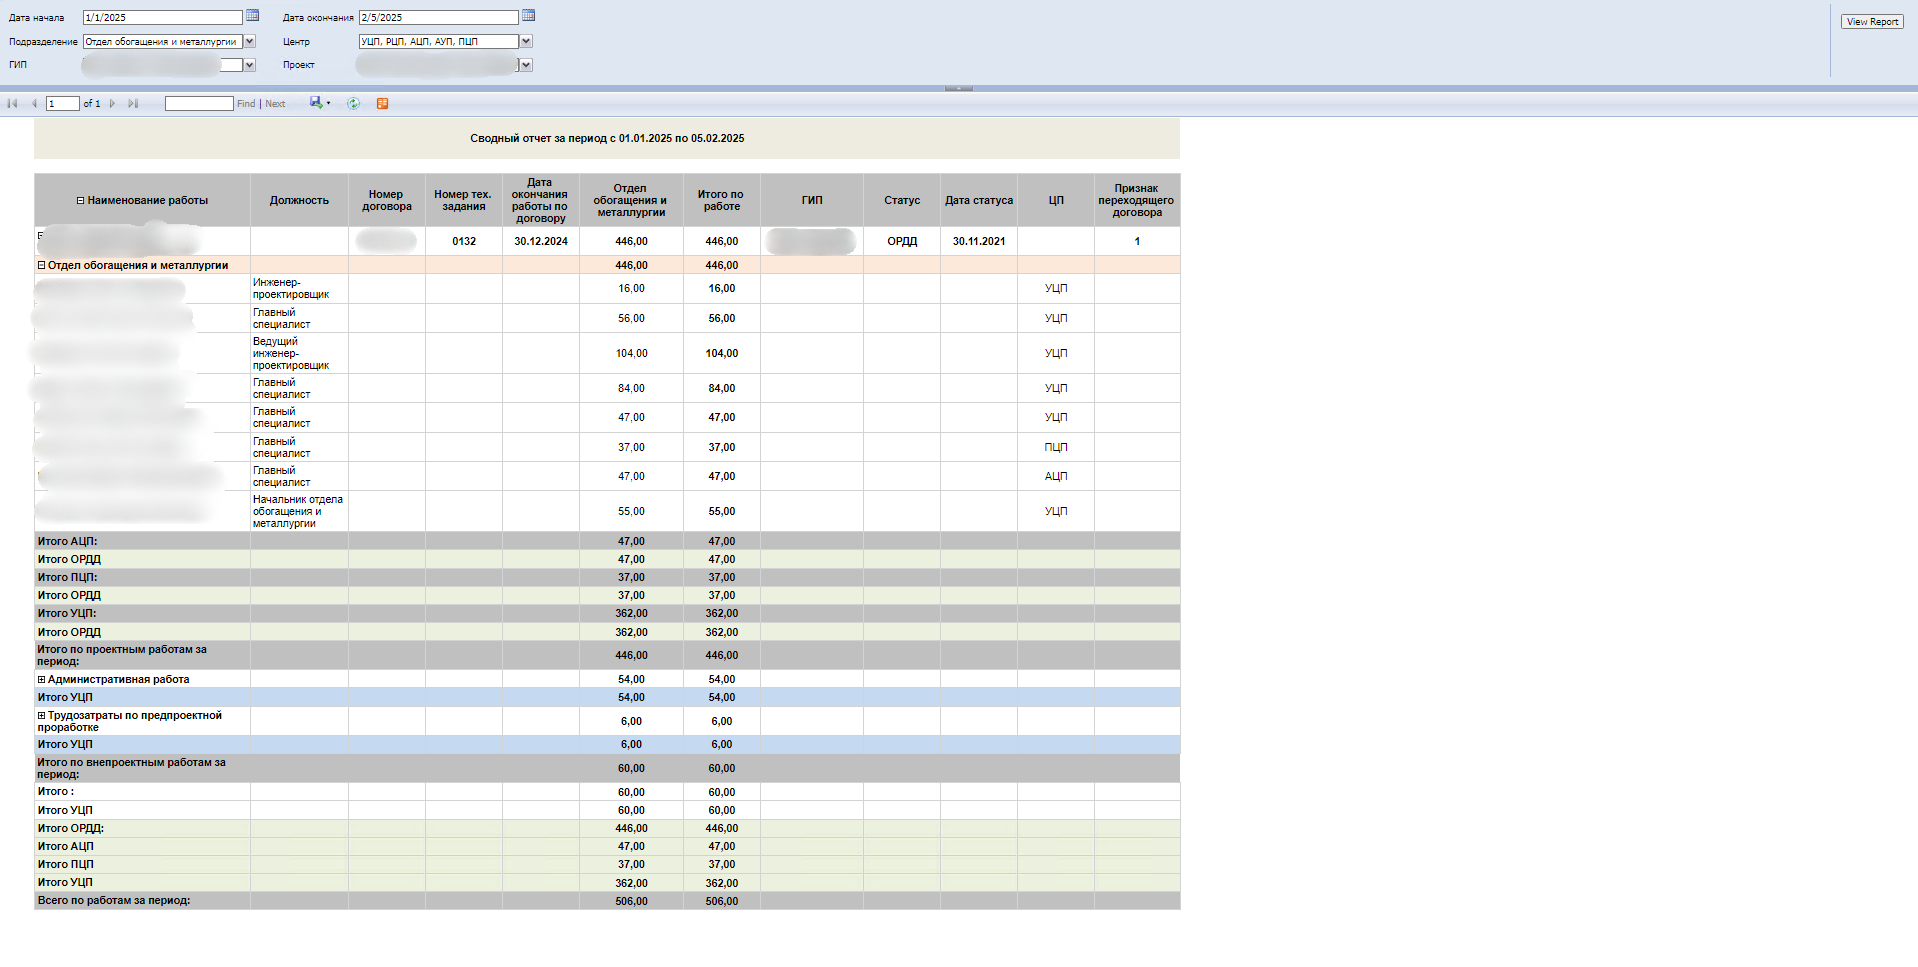 Дата начала 1/1/2025 Дата окончания 2/5/2025 View Report
Подразделение Отдел обогащения и металлургии Центр УЦП, РЦП, АЦП, АУП, ПЦП
ГИП Проект
1 of 1 Find | Next
Сводный отчет за период с 01.01.2025 по 05.02.2025
Наименование работы Должность Номер договора Номер тех. задания Дата окончания работы по договору Отдел обогащения и металлургии Итого по работе ГИП Статус Дата статуса ЦП Признак переходящего договора
0132 30.12.2024 446,00 446,00 ОРДД 30.11.2021 1
Отдел обогащения и металлургии 446,00 446,00
Инженер-проектировщик 16,00 16,00 УЦП
Главный специалист 56,00 56,00 УЦП
Ведущий инженер-проектировщик 104,00 104,00 УЦП
Главный специалист 84,00 84,00 УЦП
Главный специалист 47,00 47,00 УЦП
Главный специалист 37,00 37,00 ПЦП
Главный специалист 47,00 47,00 АЦП
Начальник отдела обогащения и металлургии 55,00 55,00 УЦП
Итого АЦП: 47,00 47,00
Итого ОРДД 47,00 47,00
Итого ПЦП: 37,00 37,00
Итого ОРДД 37,00 37,00
Итого УЦП: 362,00 362,00
Итого ОРДД 362,00 362,00
Итого по проектным работам за период: 446,00 446,00
Административная работа 54,00 54,00
Итого УЦП 54,00 54,00
Трудозатраты по предпроектной проработке 6,00 6,00
Итого УЦП 6,00 6,00
Итого по внепроектным работам за период: 60,00 60,00
Итого : 60,00 60,00
Итого УЦП 60,00 60,00
Итого ОРДД: 446,00 446,00
Итого АЦП 47,00 47,00
Итого ПЦП 37,00 37,00
Итого УЦП 362,00 362,00
Всего по работам за период: 506,00 506,00